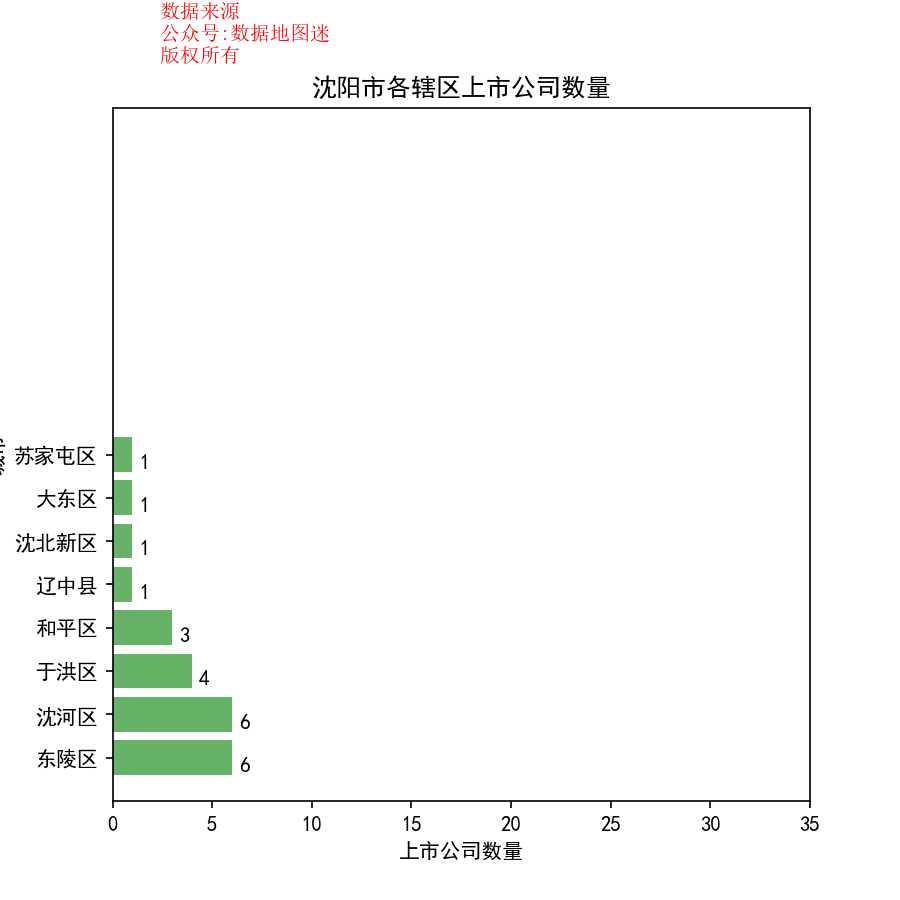 数据来源
公众号:数据地图迷
版权所有
沈阳市各辖区上市公司数量
苏家屯区 1
大东区 1
沈北新区 1
辽中县 1
和平区 3
于洪区 4
沈河区 6
东陵区 6
0 5 10 15 20 25 30 35
上市公司数量